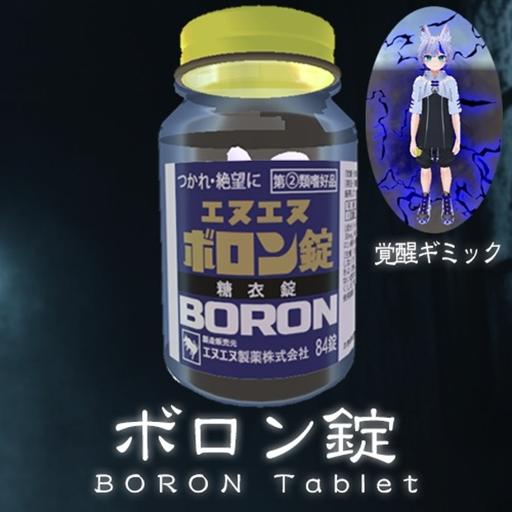 つかれ・絶望に
指②類嗜好品
エヌエヌ
ボロン錠
糖衣錠
BORON
製造販売元
エヌエヌ製薬株式会社 84錠
覚醒ギミック
ボロン錠
BORON Tablet